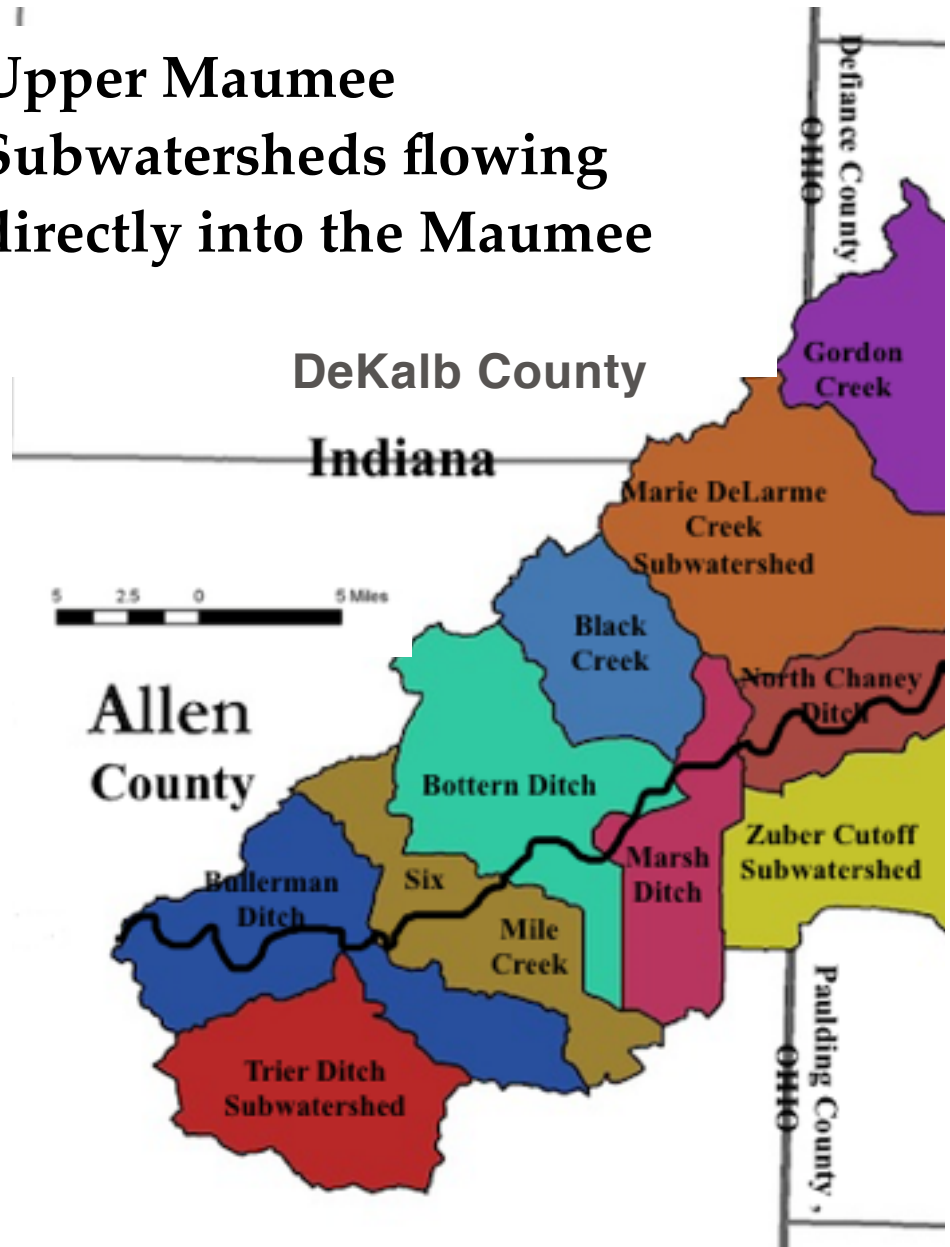 Upper Maumee
Subwatersheds flowing
directly into the Maumee
Defiance County
OHIO
Gordon
Creek
DeKalb County
Indiana
Marie DeLarme
Creek
Subwatershed
5 2.5 0 5 Miles
Black
Creek
North Chaney
Ditch
Allen
County
Bottern Ditch
Zuber Cutoff
Subwatershed
Marsh
Ditch
Six
Mile
Creek
Bullerman
Ditch
Trier Ditch
Subwatershed
Paulding County ,
OHIO